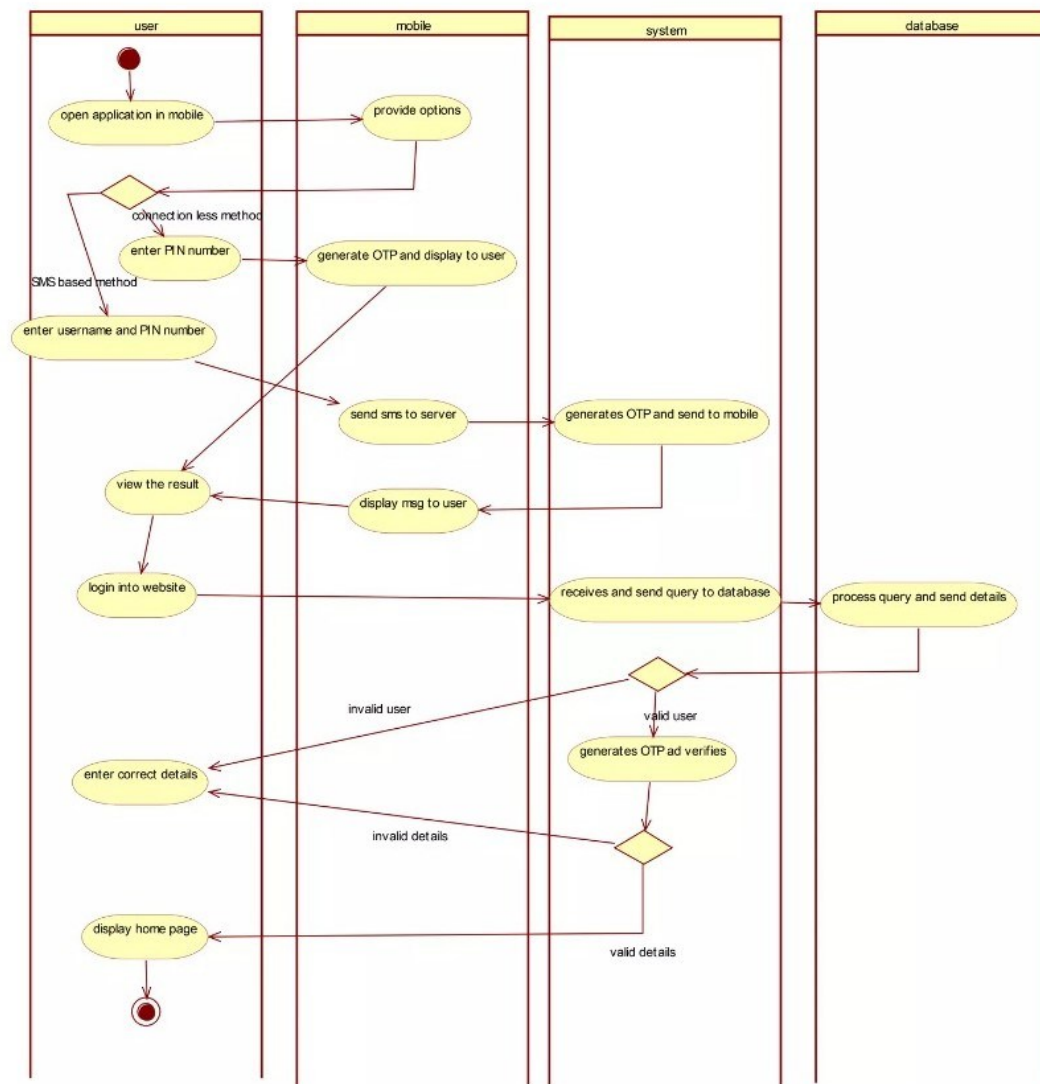 user
mobile
system
database
open application in mobile
provide options
connection less method
enter PIN number
generate OTP and display to user
SMS based method
enter username and PIN number
send sms to server
generates OTP and send to mobile
view the result
display msg to user
login into website
receives and send query to database
process query and send details
invalid user
valid user
generates OTP ad verifies
enter correct details
invalid details
display home page
valid details